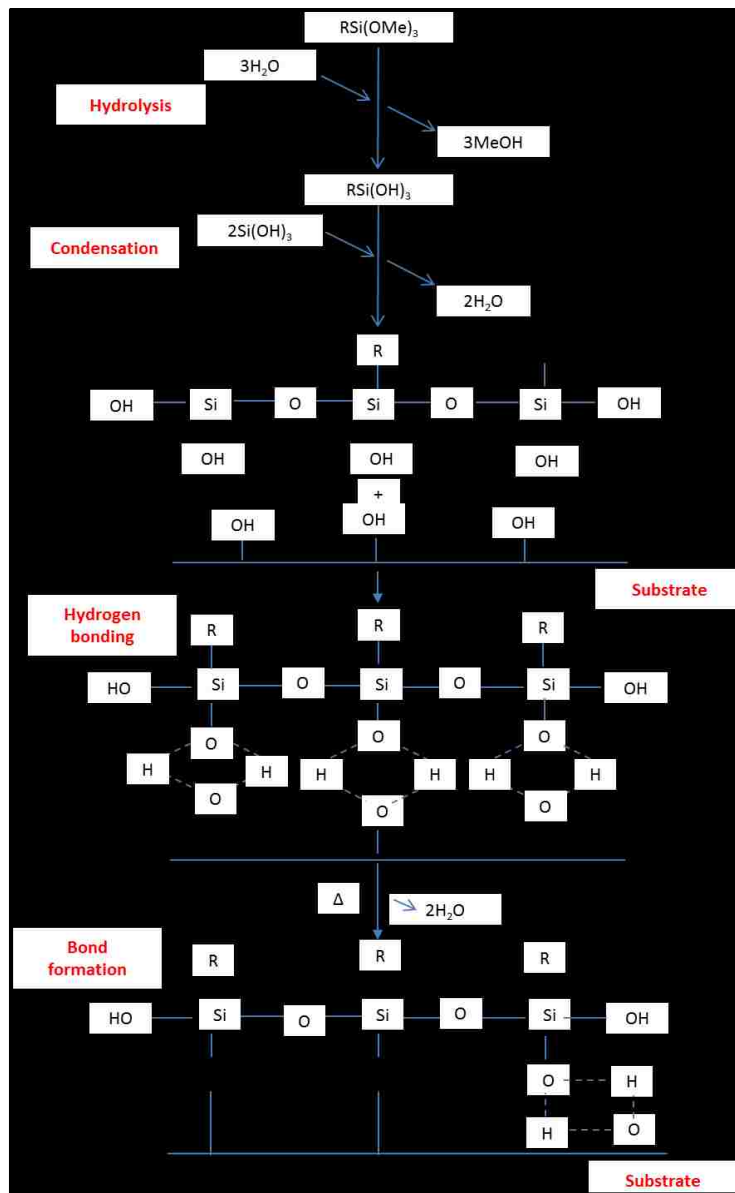 RSi(OMe)₃
3H₂O
Hydrolysis
3MeOH
RSi(OH)₃
2Si(OH)₃
Condensation
2H₂O
R
OH Si O Si O Si OH
OH OH OH
+
OH OH OH
Substrate
Hydrogen
bonding
R R R
HO Si O Si O Si OH
O O O
H H H H H H
O O O
Δ 2H₂O
Bond
formation
R R R
HO Si O Si O Si OH
O H
H O
Substrate